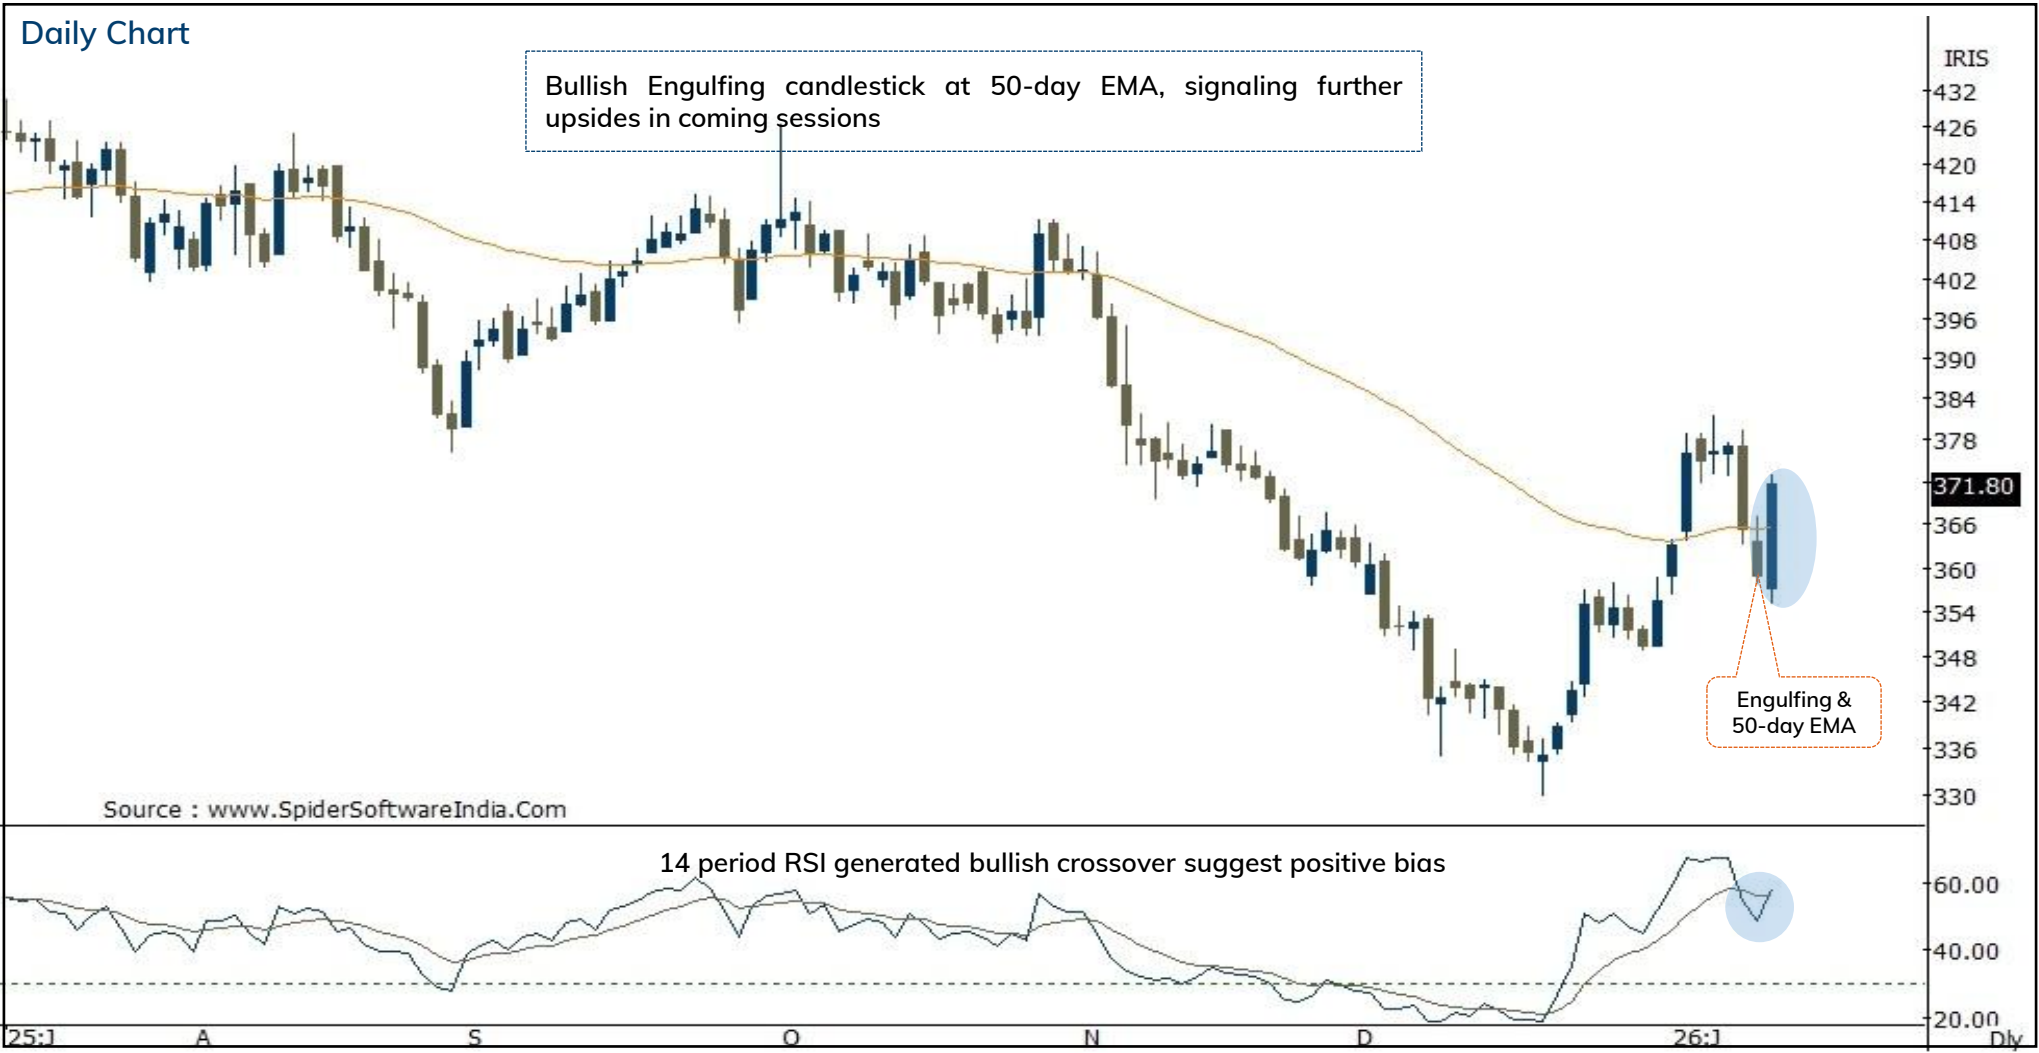 Daily Chart
Bullish Engulfing candlestick at 50-day EMA, signaling further
upsides in coming sessions
IRIS
432
426
420
414
408
402
396
390
384
378
371.80
366
360
354
348
342
336
330
Engulfing &
50-day EMA
Source : www.SpiderSoftwareIndia.Com
14 period RSI generated bullish crossover suggest positive bias
60.00
40.00
20.00
25:J A S O N D 26:J Dly